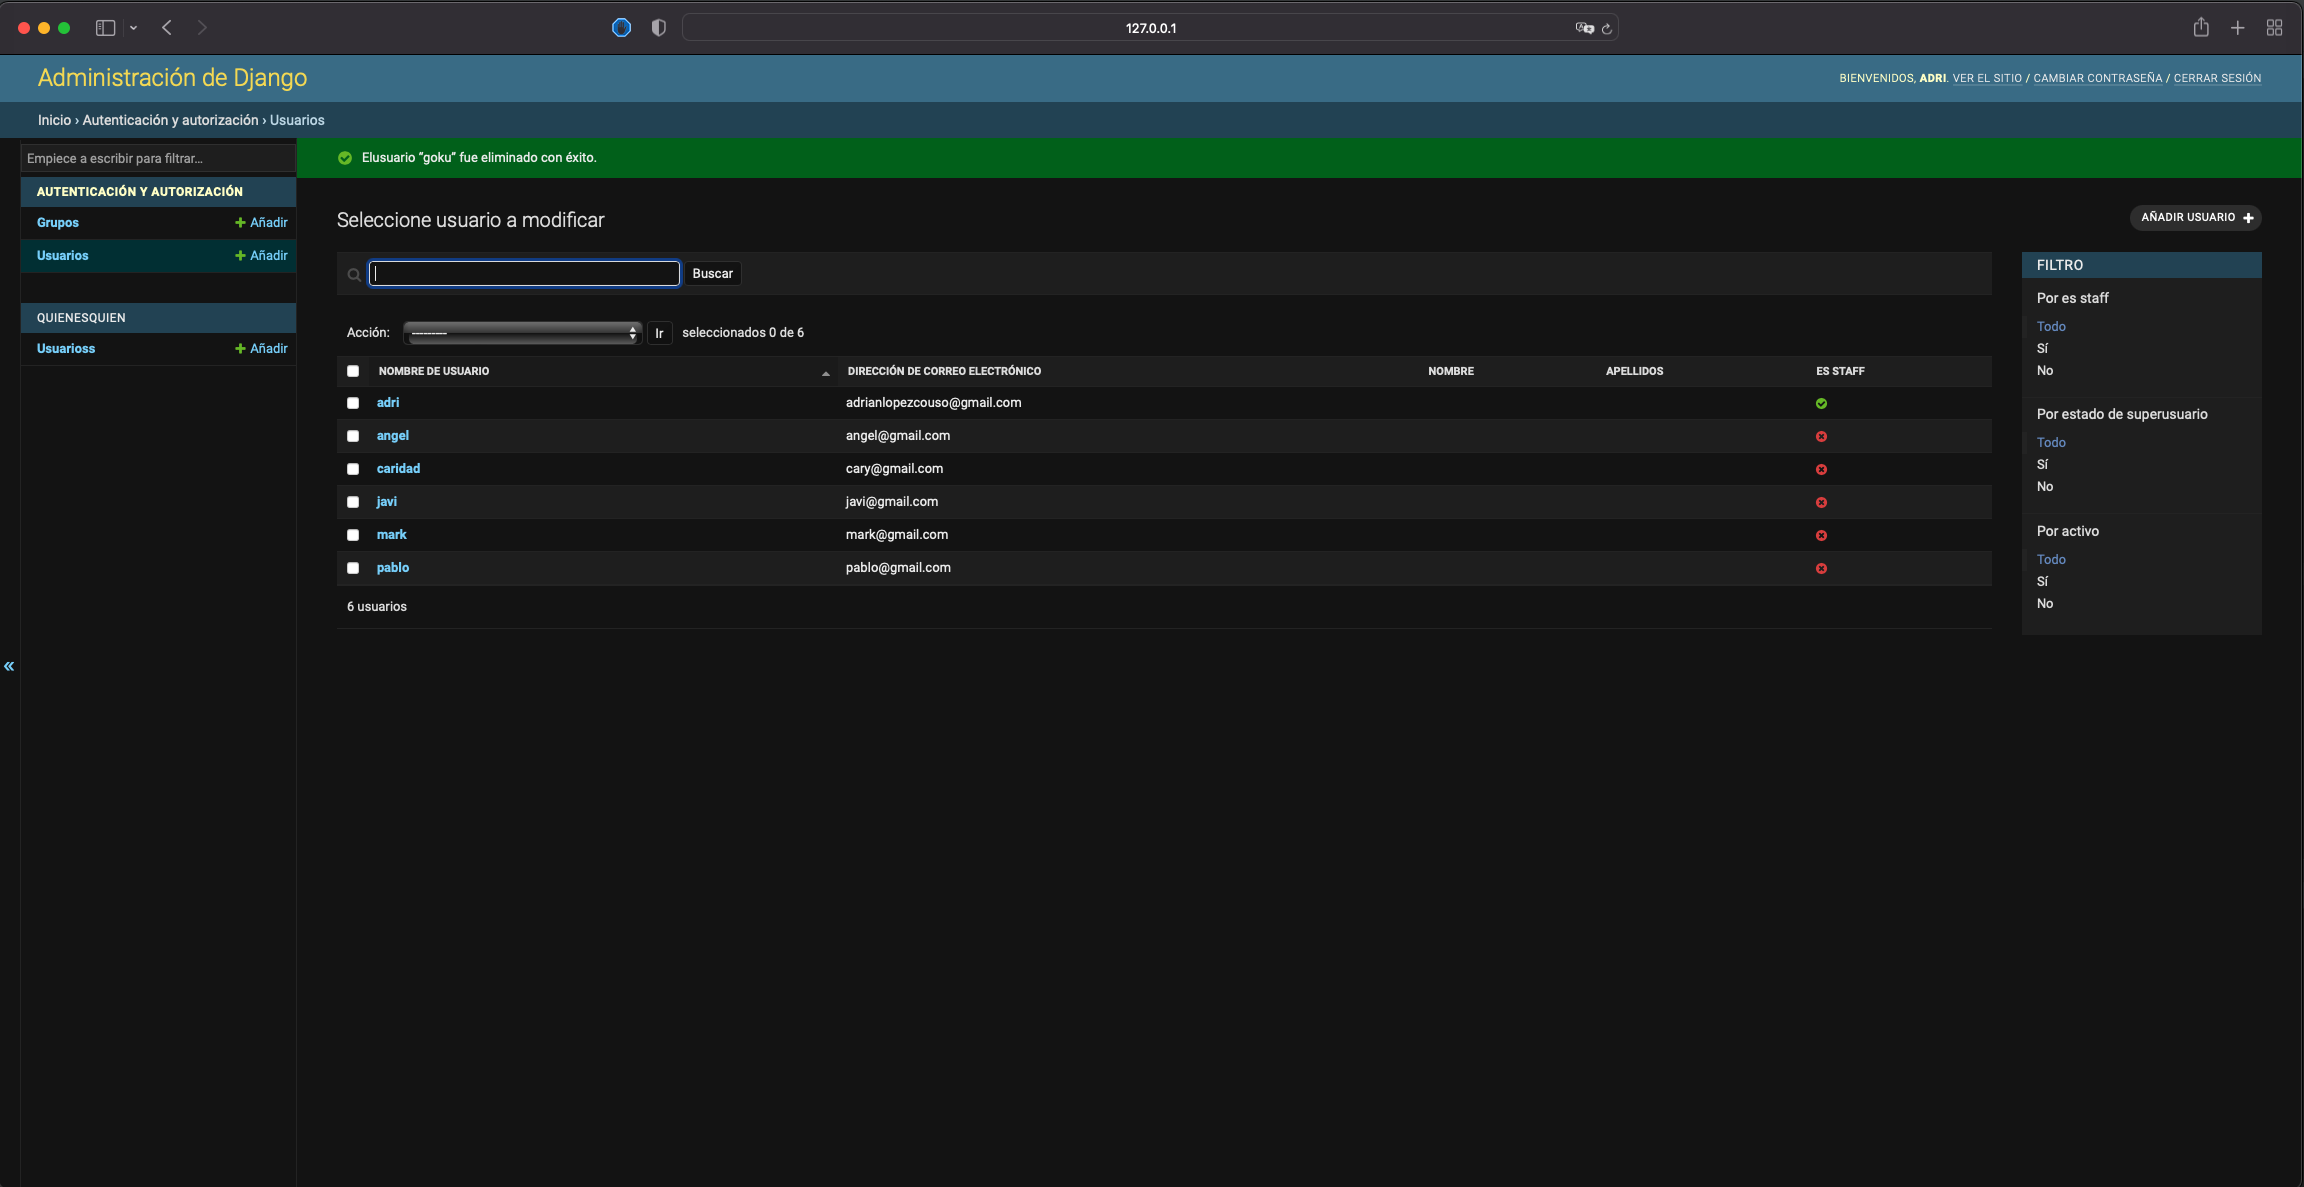 127.0.0.1
Administración de Django
BIENVENIDOS, ADRI. VER EL SITIO / CAMBIAR CONTRASEÑA / CERRAR SESIÓN
Inicio › Autenticación y autorización › Usuarios
Empiece a escribir para filtrar...
AUTENTICACIÓN Y AUTORIZACIÓN
Grupos + Añadir
Usuarios + Añadir
QUIENESQUIEN
Usuarioss + Añadir
«
Elusuario “goku” fue eliminado con éxito.
Seleccione usuario a modificar
AÑADIR USUARIO +
Buscar
Acción: --------- Ir seleccionados 0 de 6
NOMBRE DE USUARIO DIRECCIÓN DE CORREO ELECTRÓNICO NOMBRE APELLIDOS ES STAFF
adri adrianlopezcouso@gmail.com
angel angel@gmail.com
caridad cary@gmail.com
javi javi@gmail.com
mark mark@gmail.com
pablo pablo@gmail.com
6 usuarios
FILTRO
Por es staff
Todo
Sí
No
Por estado de superusuario
Todo
Sí
No
Por activo
Todo
Sí
No